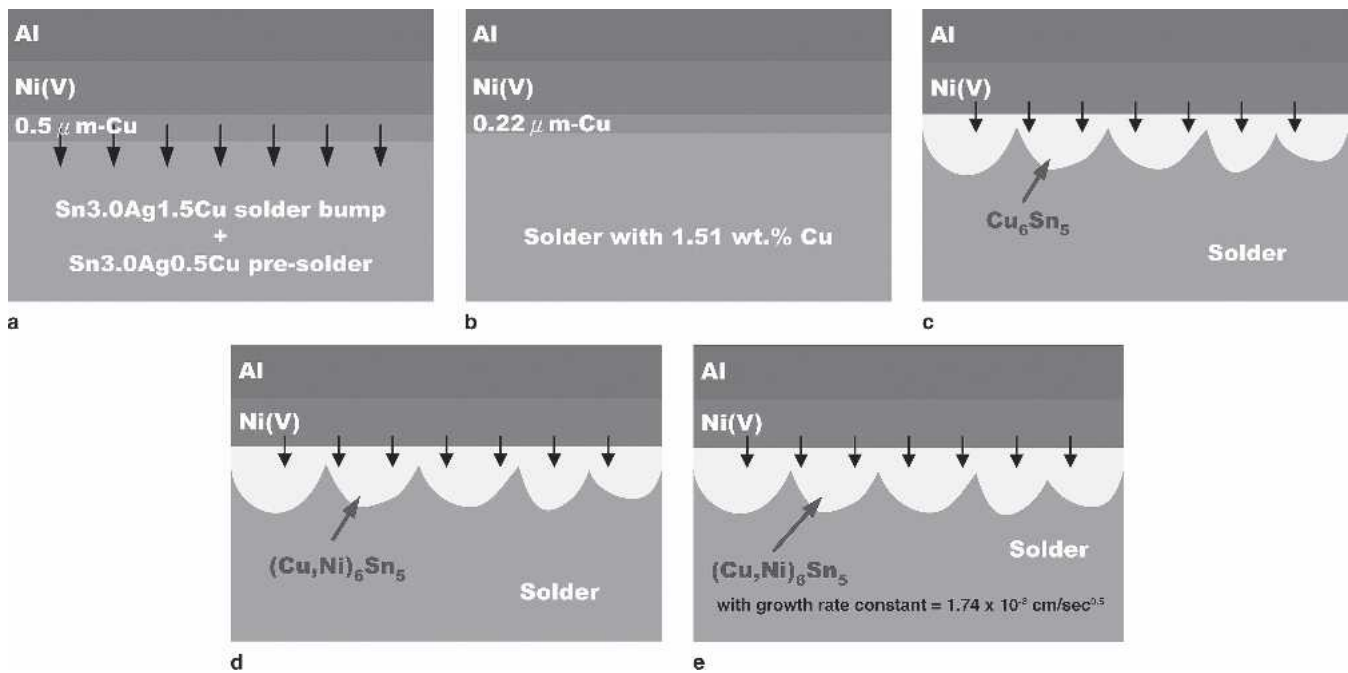 Al
Ni(V)
0.5 μm-Cu
Sn3.0Ag1.5Cu solder bump
+
Sn3.0Ag0.5Cu pre-solder
a
Al
Ni(V)
0.22 μm-Cu
Solder with 1.51 wt.% Cu
b
Al
Ni(V)
Cu₆Sn₅
Solder
c
Al
Ni(V)
(Cu,Ni)₆Sn₅
Solder
d
Al
Ni(V)
Solder
(Cu,Ni)₆Sn₅
with growth rate constant = 1.74 x 10⁻⁸ cm/sec⁰·⁵
e